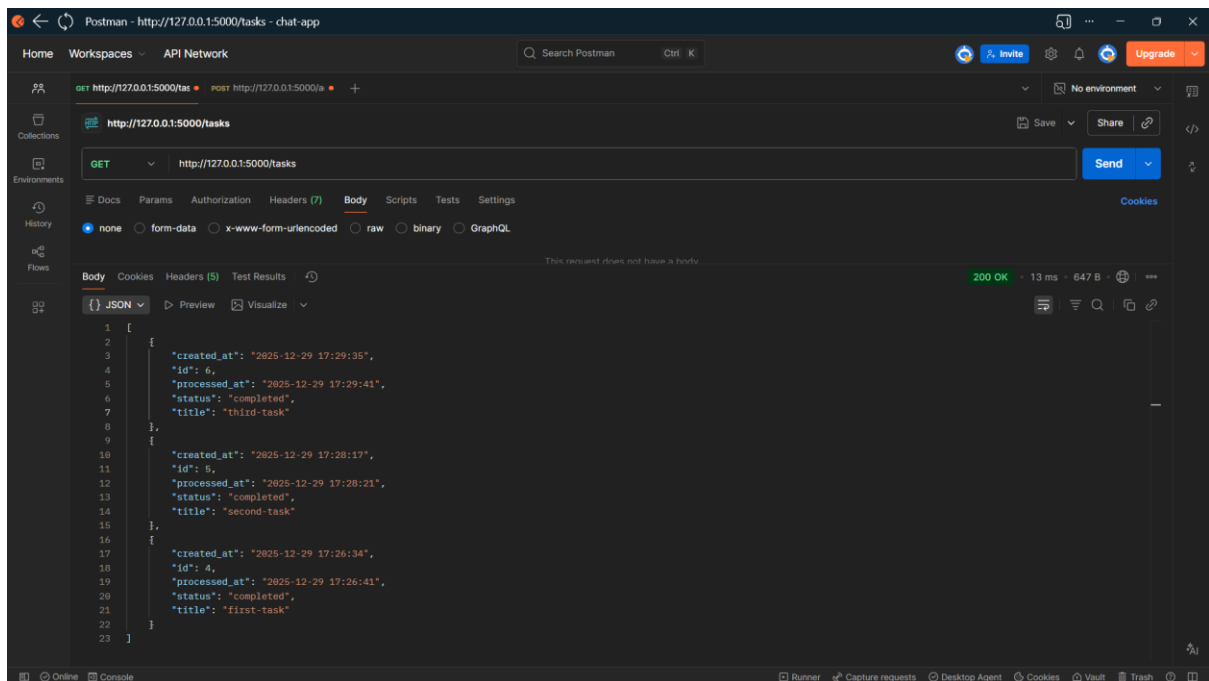 Postman - http://127.0.0.1:5000/tasks - chat-app
Home Workspaces API Network Search Postman Ctrl K Invite Upgrade
GET http://127.0.0.1:5000/tas POST http://127.0.0.1:5000/a No environment
Collections
HTTP http://127.0.0.1:5000/tasks Save Share
GET http://127.0.0.1:5000/tasks Send
Environments
Docs Params Authorization Headers (7) Body Scripts Tests Settings Cookies
History
none form-data x-www-form-urlencoded raw binary GraphQL
This request does not have a body
Flows
Body Cookies Headers (5) Test Results 200 OK 13 ms 647 B
{} JSON Preview Visualize
1 [
2 {
3 "created_at": "2025-12-29 17:29:35",
4 "id": 6,
5 "processed_at": "2025-12-29 17:29:41",
6 "status": "completed",
7 "title": "third-task"
8 },
9 {
10 "created_at": "2025-12-29 17:28:17",
11 "id": 5,
12 "processed_at": "2025-12-29 17:28:21",
13 "status": "completed",
14 "title": "second-task"
15 },
16 {
17 "created_at": "2025-12-29 17:26:34",
18 "id": 4,
19 "processed_at": "2025-12-29 17:26:41",
20 "status": "completed",
21 "title": "first-task"
22 }
23 ]
AI
Online Console Runner Capture requests Desktop Agent Cookies Vault Trash